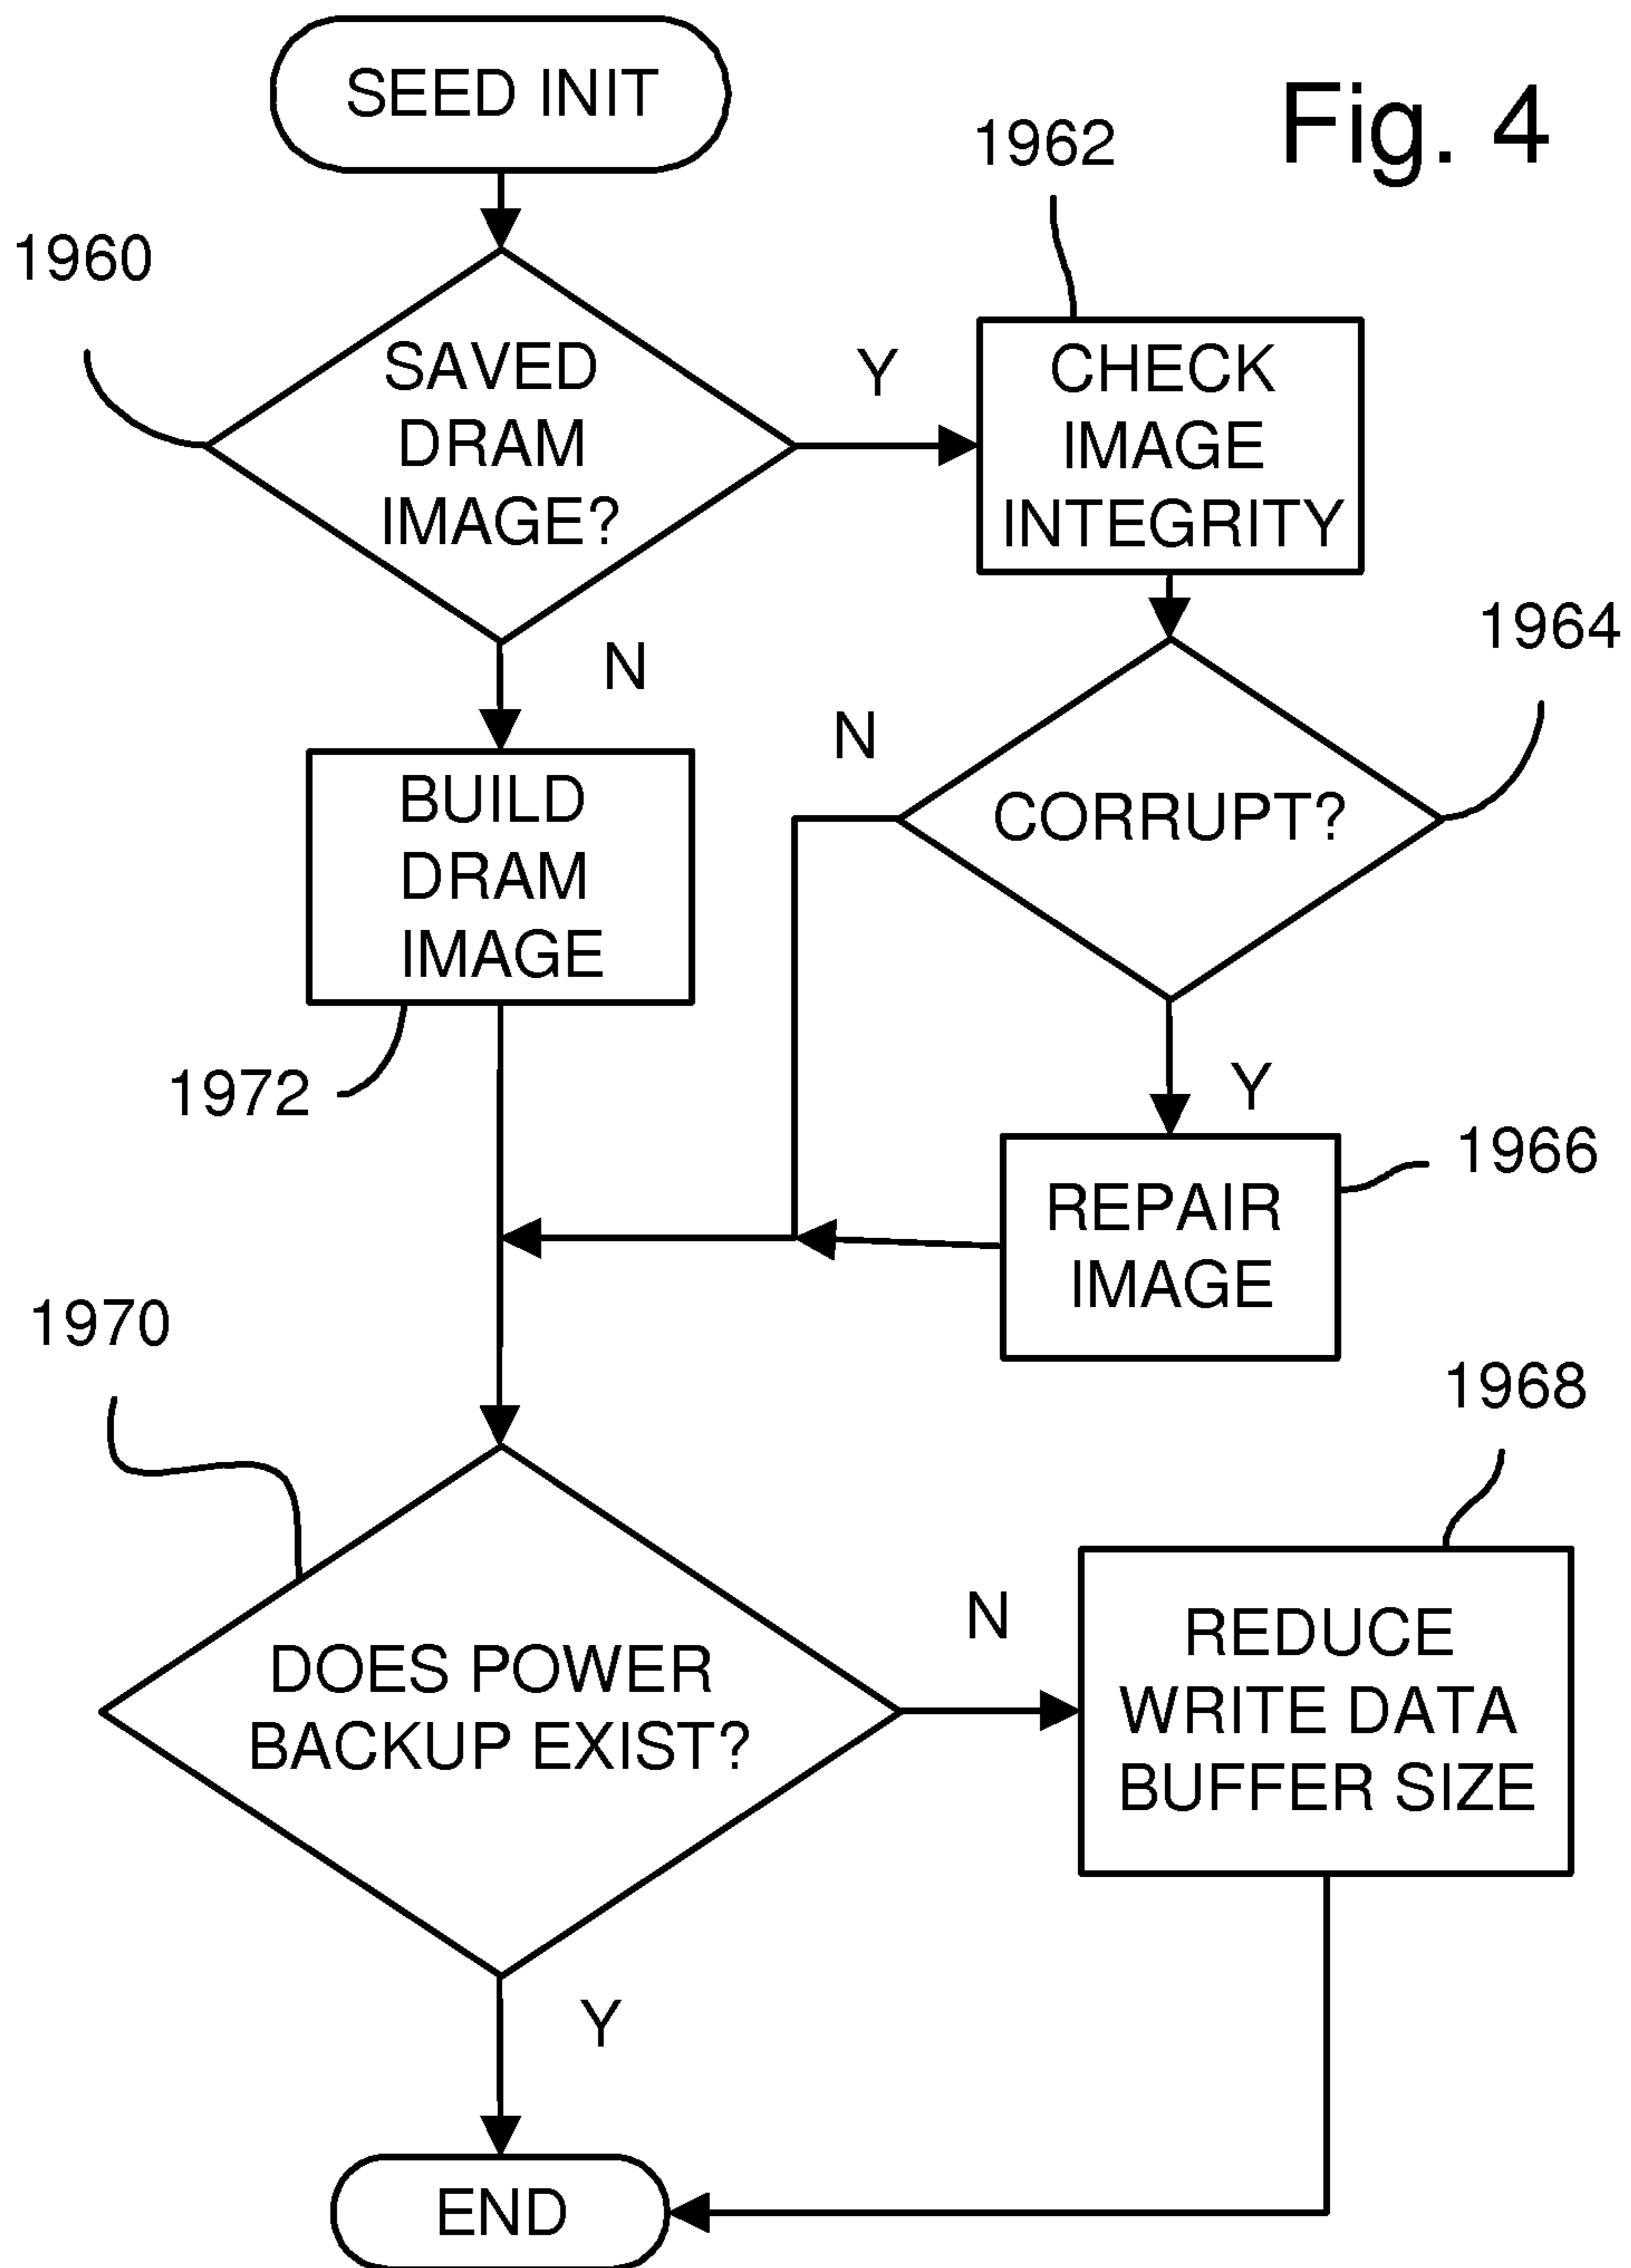 SEED INIT
Fig. 4
1962
1960
SAVED
DRAM
IMAGE?
Y
CHECK
IMAGE
INTEGRITY
N
1964
N
CORRUPT?
BUILD
DRAM
IMAGE
1972
Y
1966
REPAIR
IMAGE
1970
1968
DOES POWER
BACKUP EXIST?
N
REDUCE
WRITE DATA
BUFFER SIZE
Y
END